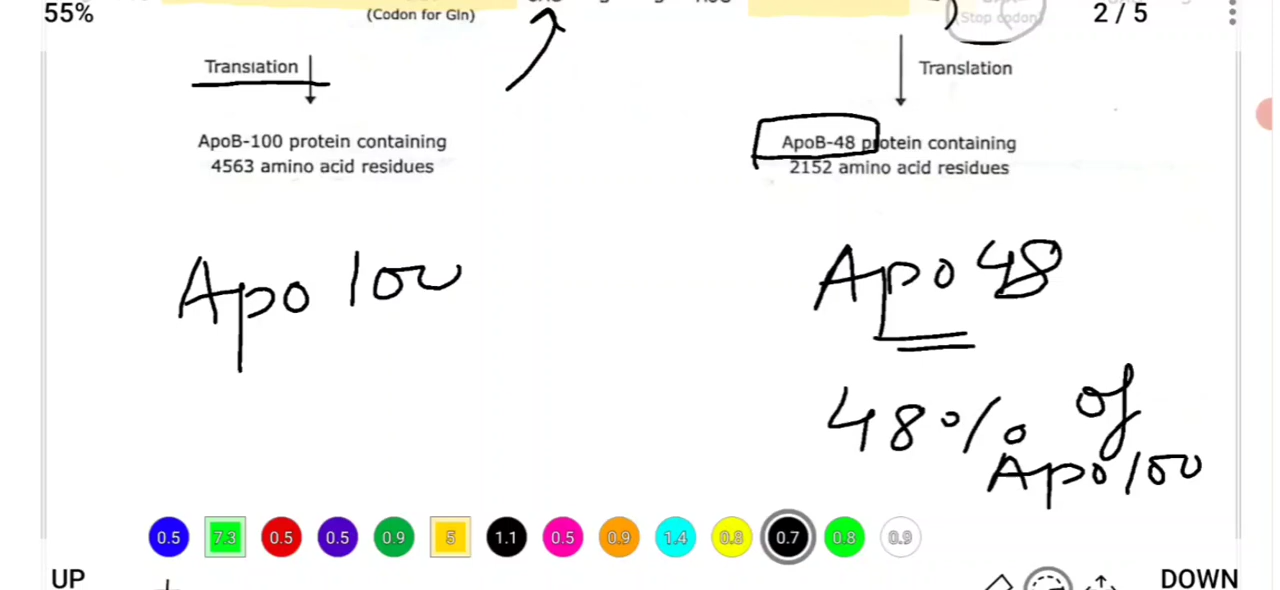 55%
(Codon for Gln)
Stop codon
2 / 5
Translation
Translation
ApoB-100 protein containing
4563 amino acid residues
ApoB-48 protein containing
2152 amino acid residues
Apo 100
Apo 48
48% of
Apo 100
0.5 7.3 0.5 0.5 0.9 5 1.1 0.5 0.9 1.4 0.8 0.7 0.8 0.9
UP
DOWN